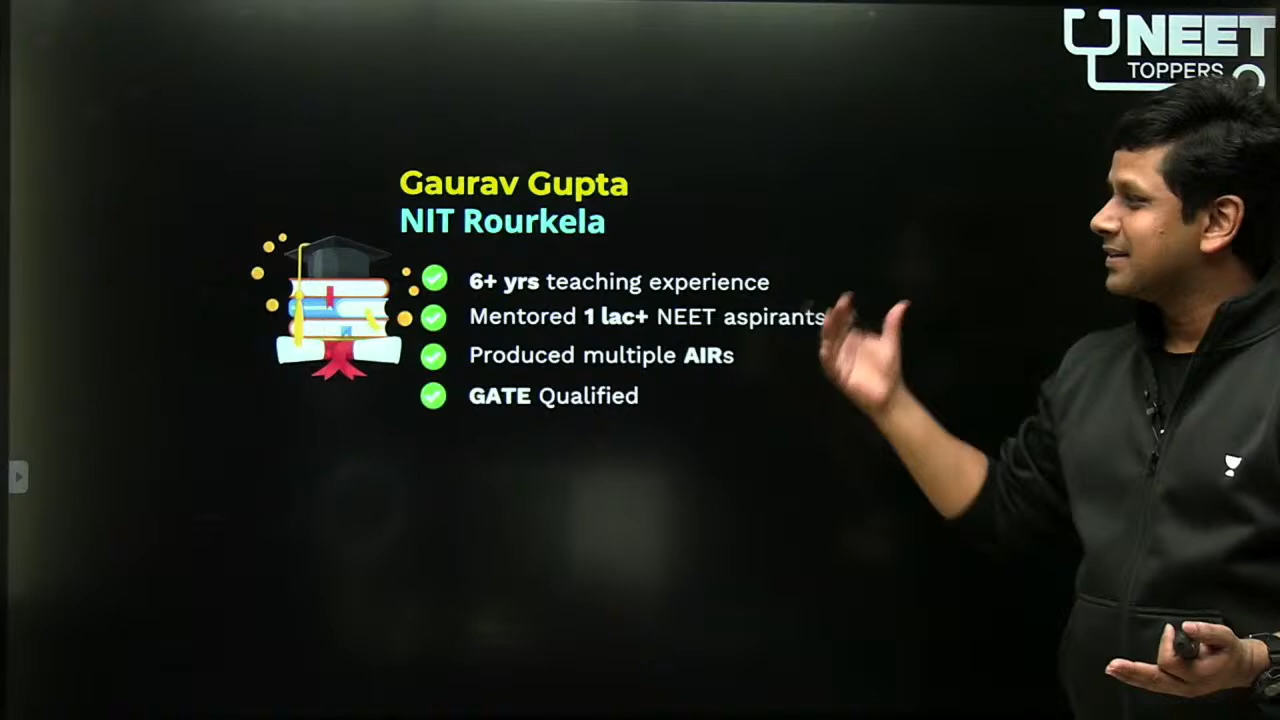 NEET
TOPPERS
Gaurav Gupta
NIT Rourkela
6+ yrs teaching experience
Mentored 1 lac+ NEET aspirants
Produced multiple AIRs
GATE Qualified